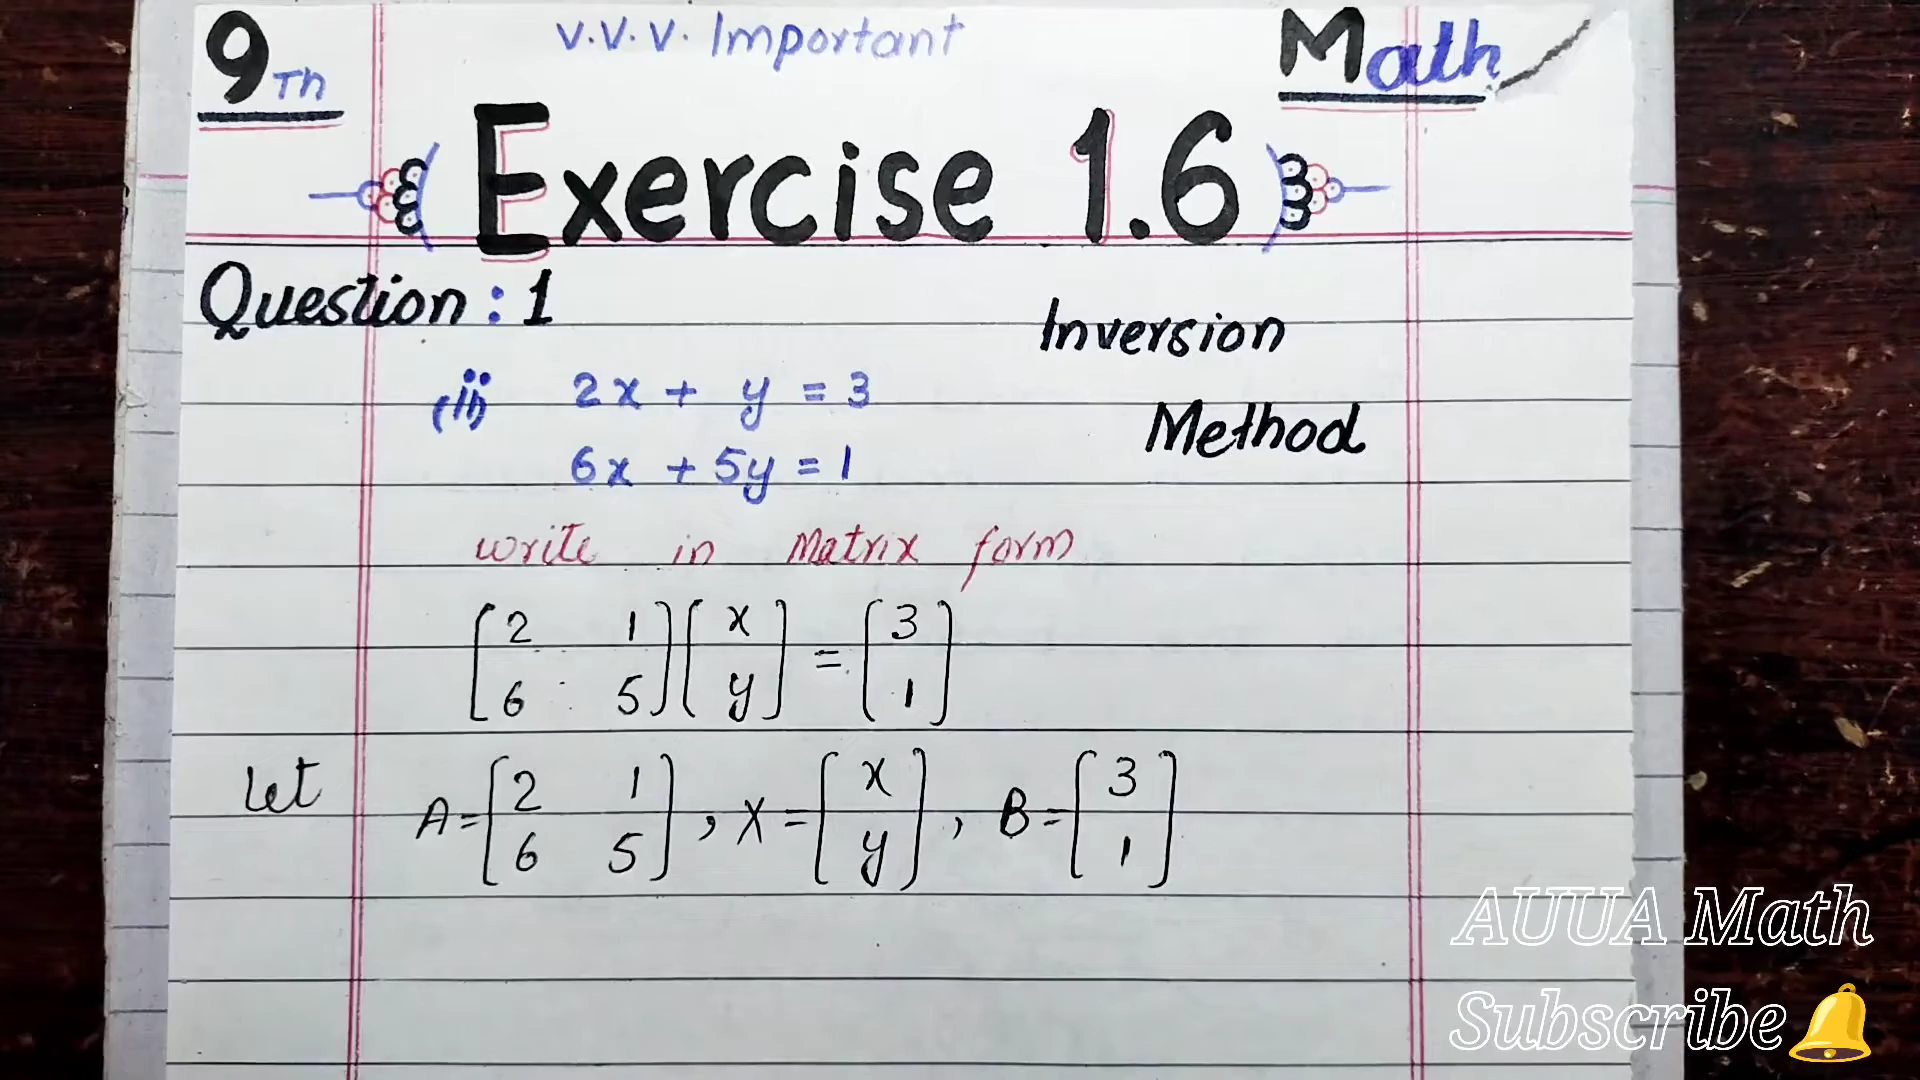 9Th v.v.v. Important Math
Exercise 1.6
Question : 1 Inversion
(ii) 2x + y = 3 Method
6x + 5y = 1
write in Matrix form
[2 1] [x] = [3]
[6 5] [y] [1]
Let A = [2 1], X = [x], B = [3]
[6 5] [y] [1]
AUUA Math
Subscribe